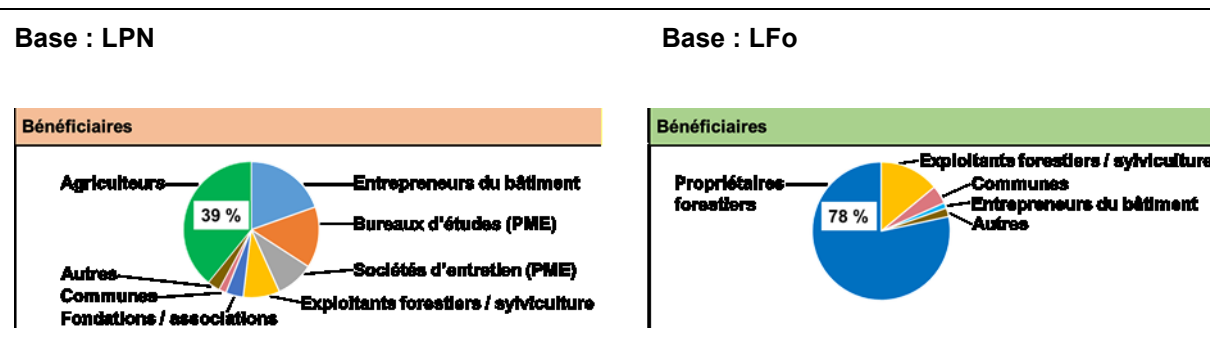 Base : LPN
Base : LFo
Bénéficiaires
Agriculteurs
39 %
Entrepreneurs du bâtiment
Bureaux d'études (PME)
Sociétés d'entretien (PME)
Exploitants forestiers / sylviculture
Autres
Communes
Fondations / associations
Bénéficiaires
Propriétaires
forestiers
78 %
Exploitants forestiers / sylviculture
Communes
Entrepreneurs du bâtiment
Autres